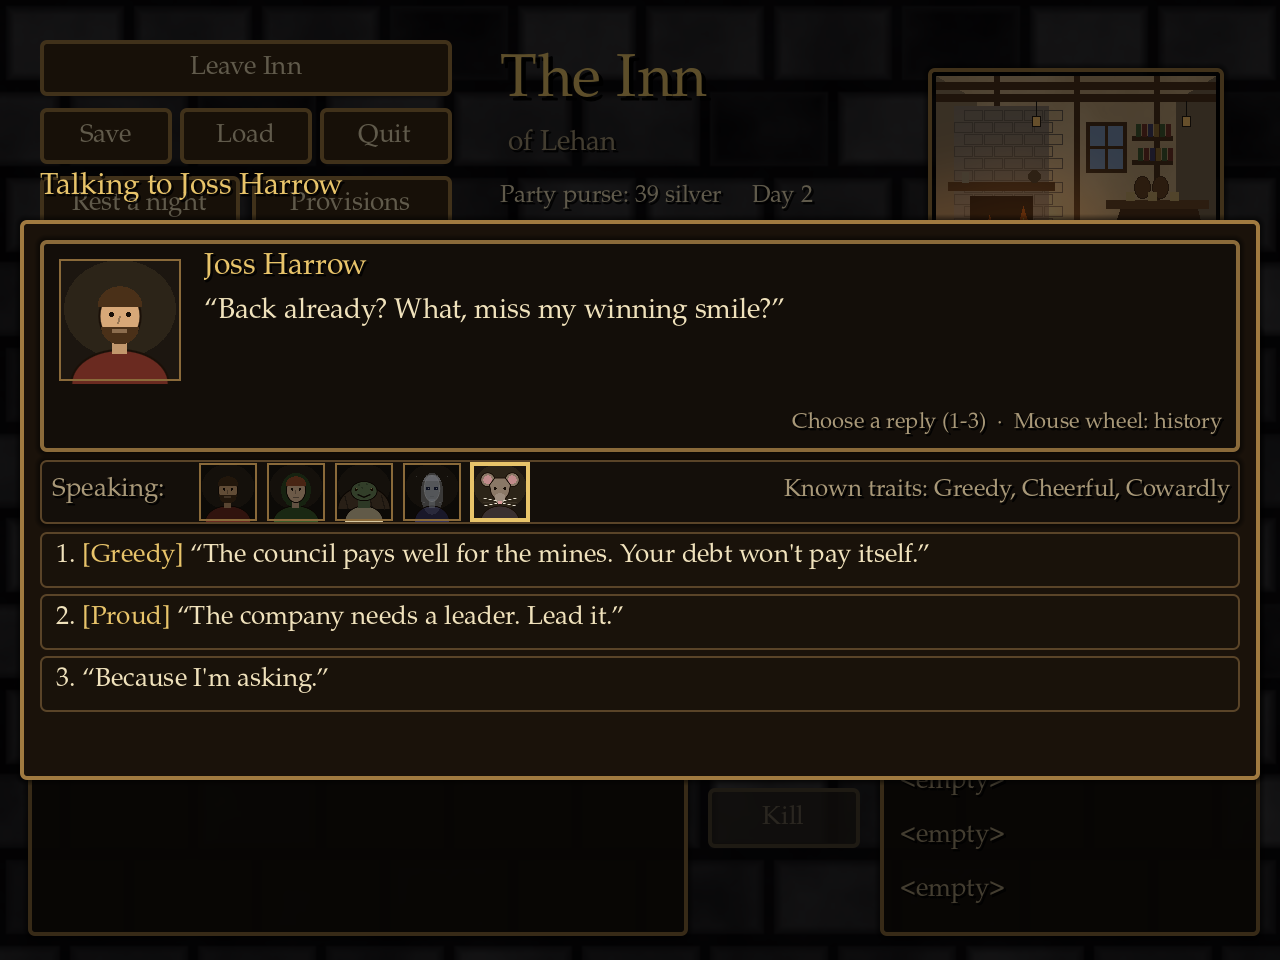 Leave Inn
The Inn
Save
Load
Quit
of Lehan
Talking to Joss Harrow
Rest a night
Provisions
Party purse: 39 silver
Day 2
Joss Harrow
“Back already? What, miss my winning smile?”
Choose a reply (1-3) · Mouse wheel: history
Speaking:
Known traits: Greedy, Cheerful, Cowardly
1. [Greedy] “The council pays well for the mines. Your debt won't pay itself.”
2. [Proud] “The company needs a leader. Lead it.”
3. “Because I'm asking.”
<empty>
Kill
<empty>
<empty>